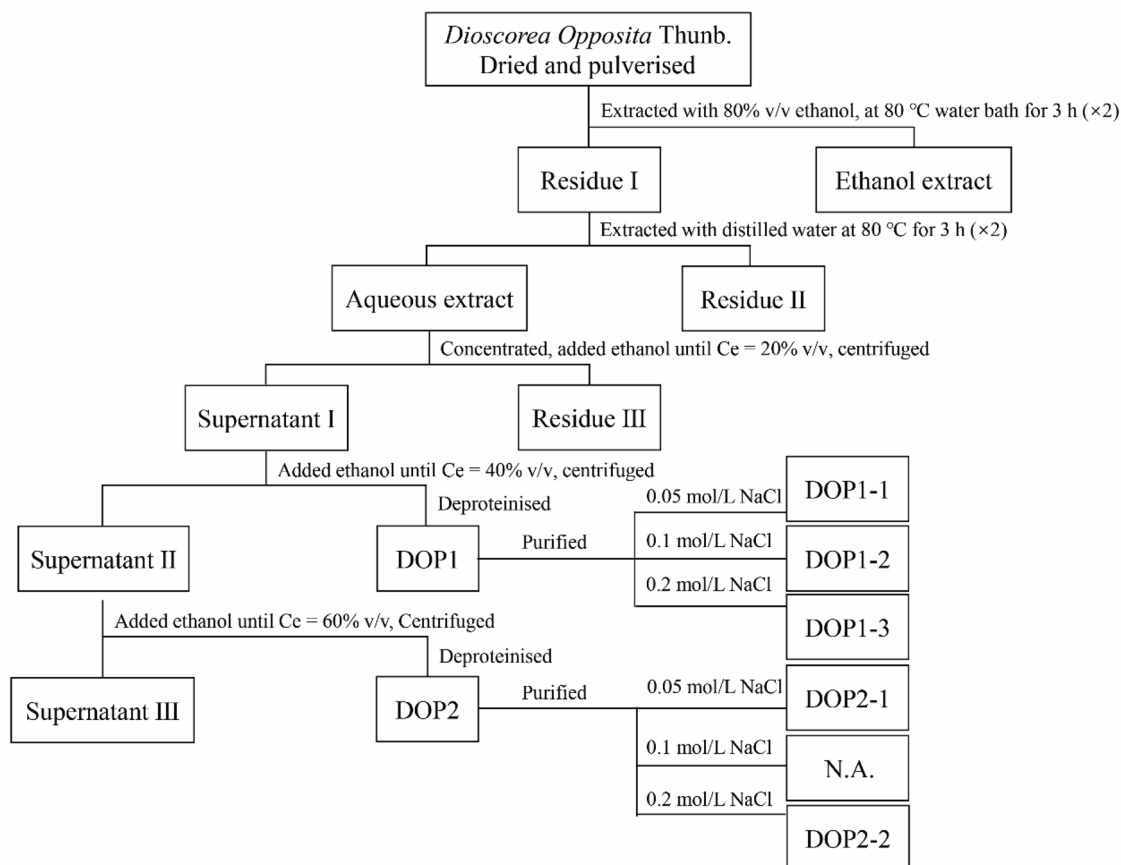 Dioscorea Opposita Thunb.
Dried and pulverised
Extracted with 80% v/v ethanol, at 80 °C water bath for 3 h (×2)
Residue I
Ethanol extract
Extracted with distilled water at 80 °C for 3 h (×2)
Aqueous extract
Residue II
Concentrated, added ethanol until Ce = 20% v/v, centrifuged
Supernatant I
Residue III
Added ethanol until Ce = 40% v/v, centrifuged
Deproteinised
Supernatant II
DOP1
Purified
0.05 mol/L NaCl
DOP1-1
0.1 mol/L NaCl
DOP1-2
0.2 mol/L NaCl
DOP1-3
Added ethanol until Ce = 60% v/v, Centrifuged
Deproteinised
Supernatant III
DOP2
Purified
0.05 mol/L NaCl
DOP2-1
0.1 mol/L NaCl
N.A.
0.2 mol/L NaCl
DOP2-2